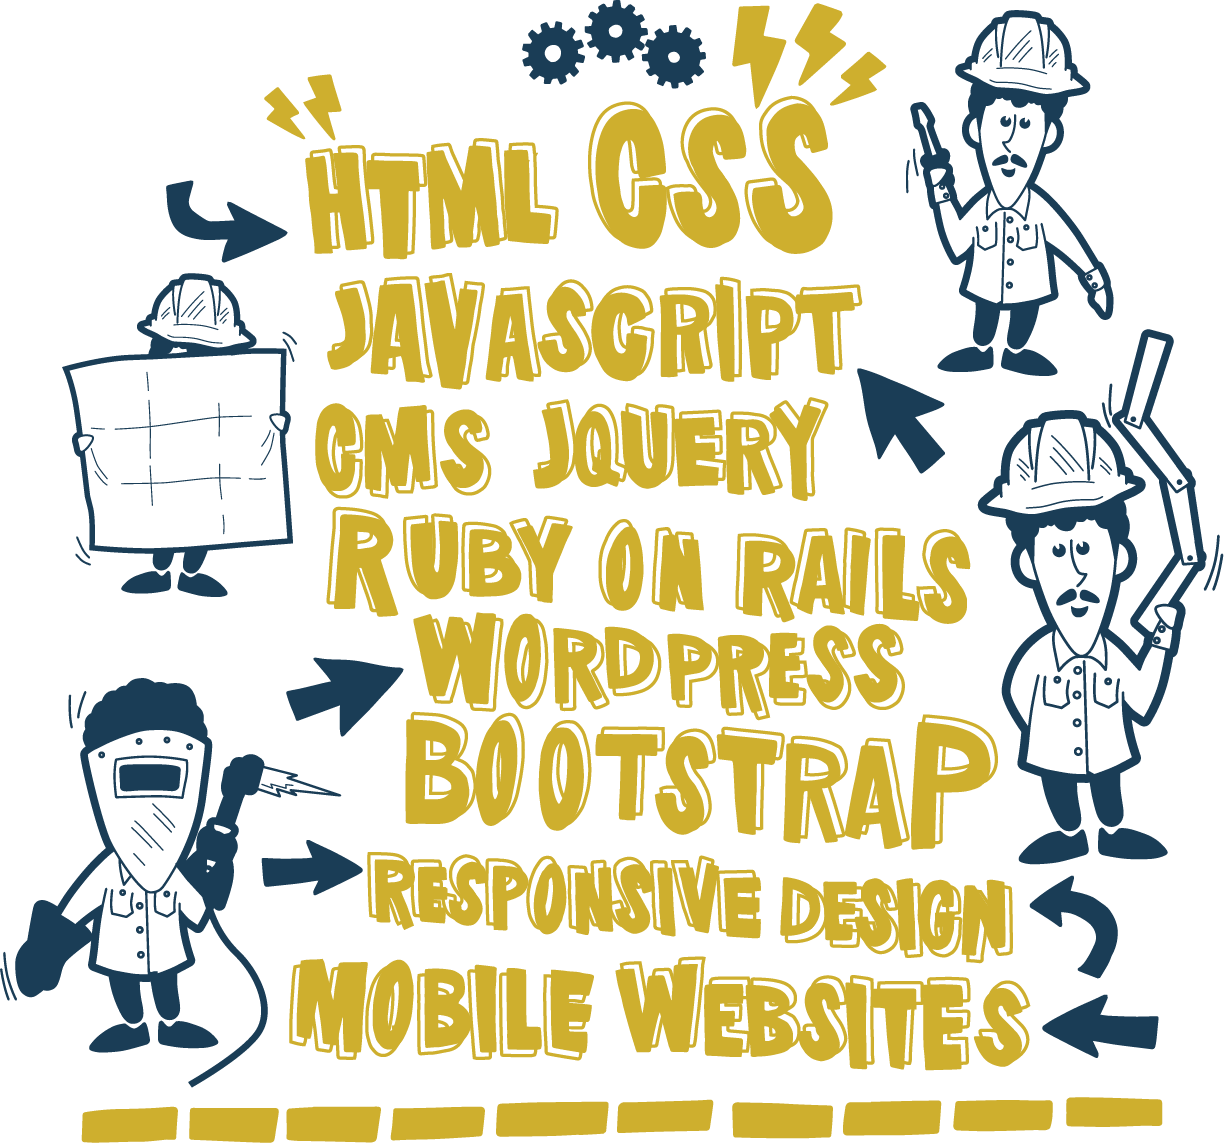 HTML CSS
JAVASCRIPT
CMS JQUERY
RUBY ON RAILS
WORDPRESS
BOOTSTRAP
RESPONSIVE DESIGN
MOBILE WEBSITES